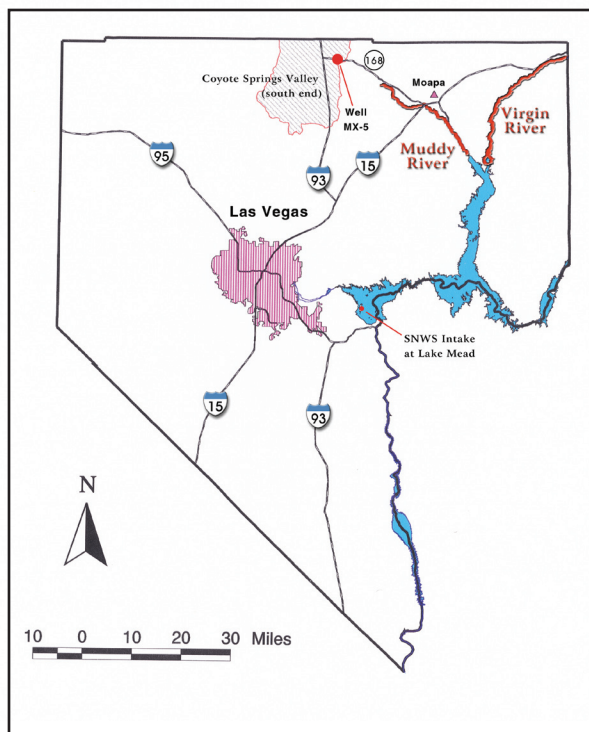 168
Coyote Springs Valley
(south end)
Moapa
Well
MX-5
Virgin
River
Muddy
River
95
93
15
Las Vegas
SNWS Intake
at Lake Mead
15
93
N
10 0 10 20 30 Miles